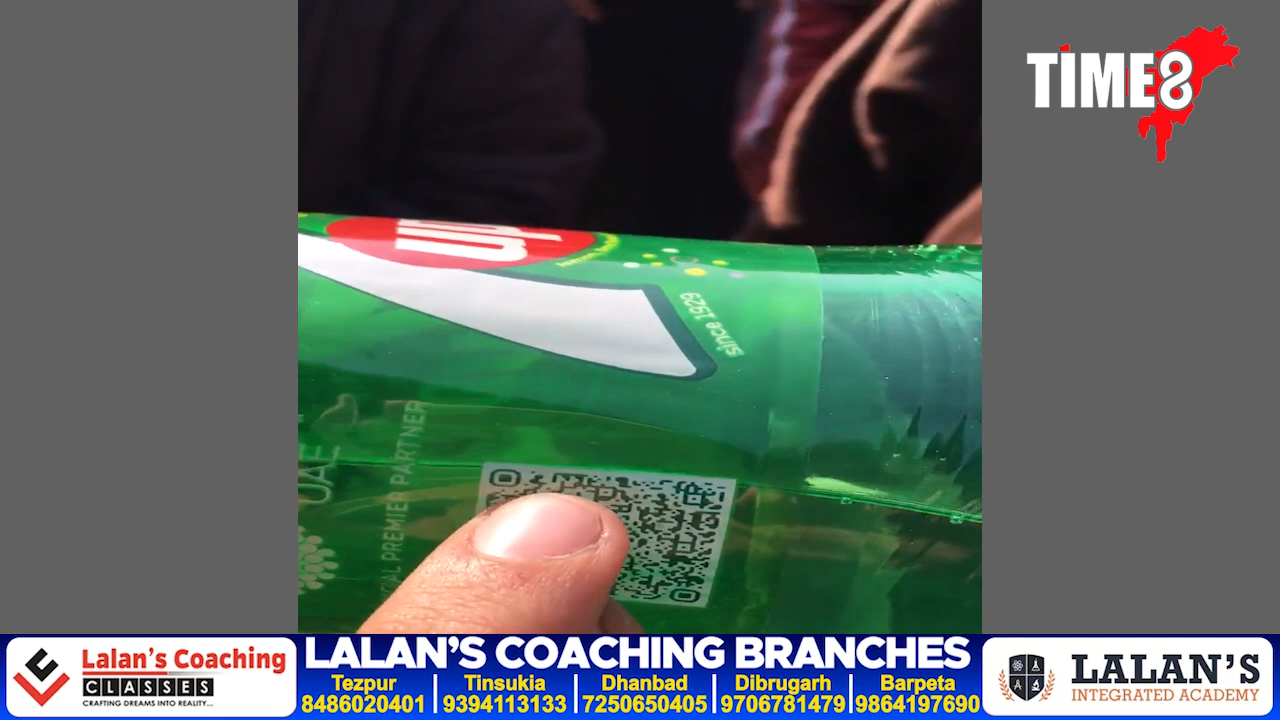 TIME8
up
since 1929
UAE
PREMIER PARTNER
LALAN'S COACHING BRANCHES
Lalan's Coaching
CLASSES
CRAFTING DREAMS INTO REALITY...
Tezpur
8486020401
Tinsukia
9394113133
Dhanbad
7250650405
Dibrugarh
9706781479
Barpeta
9864197690
LALAN'S
INTEGRATED ACADEMY